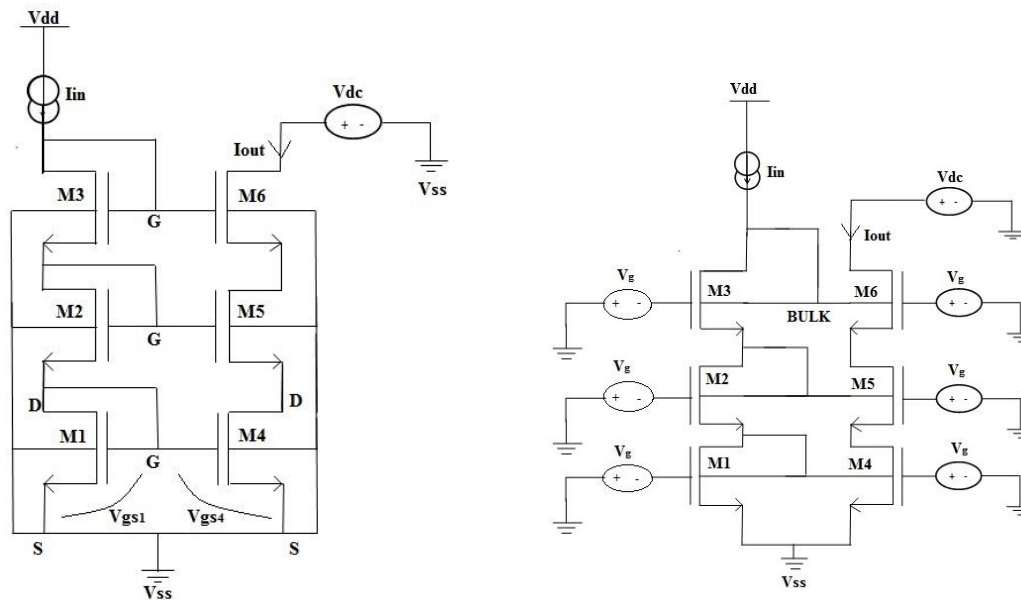 Vdd
Iin
Vdc
+ -
Iout
Vss
M3
M6
G
M2
M5
G
D
D
M1
M4
G
Vgs1
Vgs4
S
S
Vss
Vdd
Iin
Vdc
+ -
Iout
Vg
+ -
M3
M6
BULK
Vg
+ -
Vg
+ -
M2
M5
Vg
+ -
Vg
+ -
M1
M4
Vg
+ -
Vss